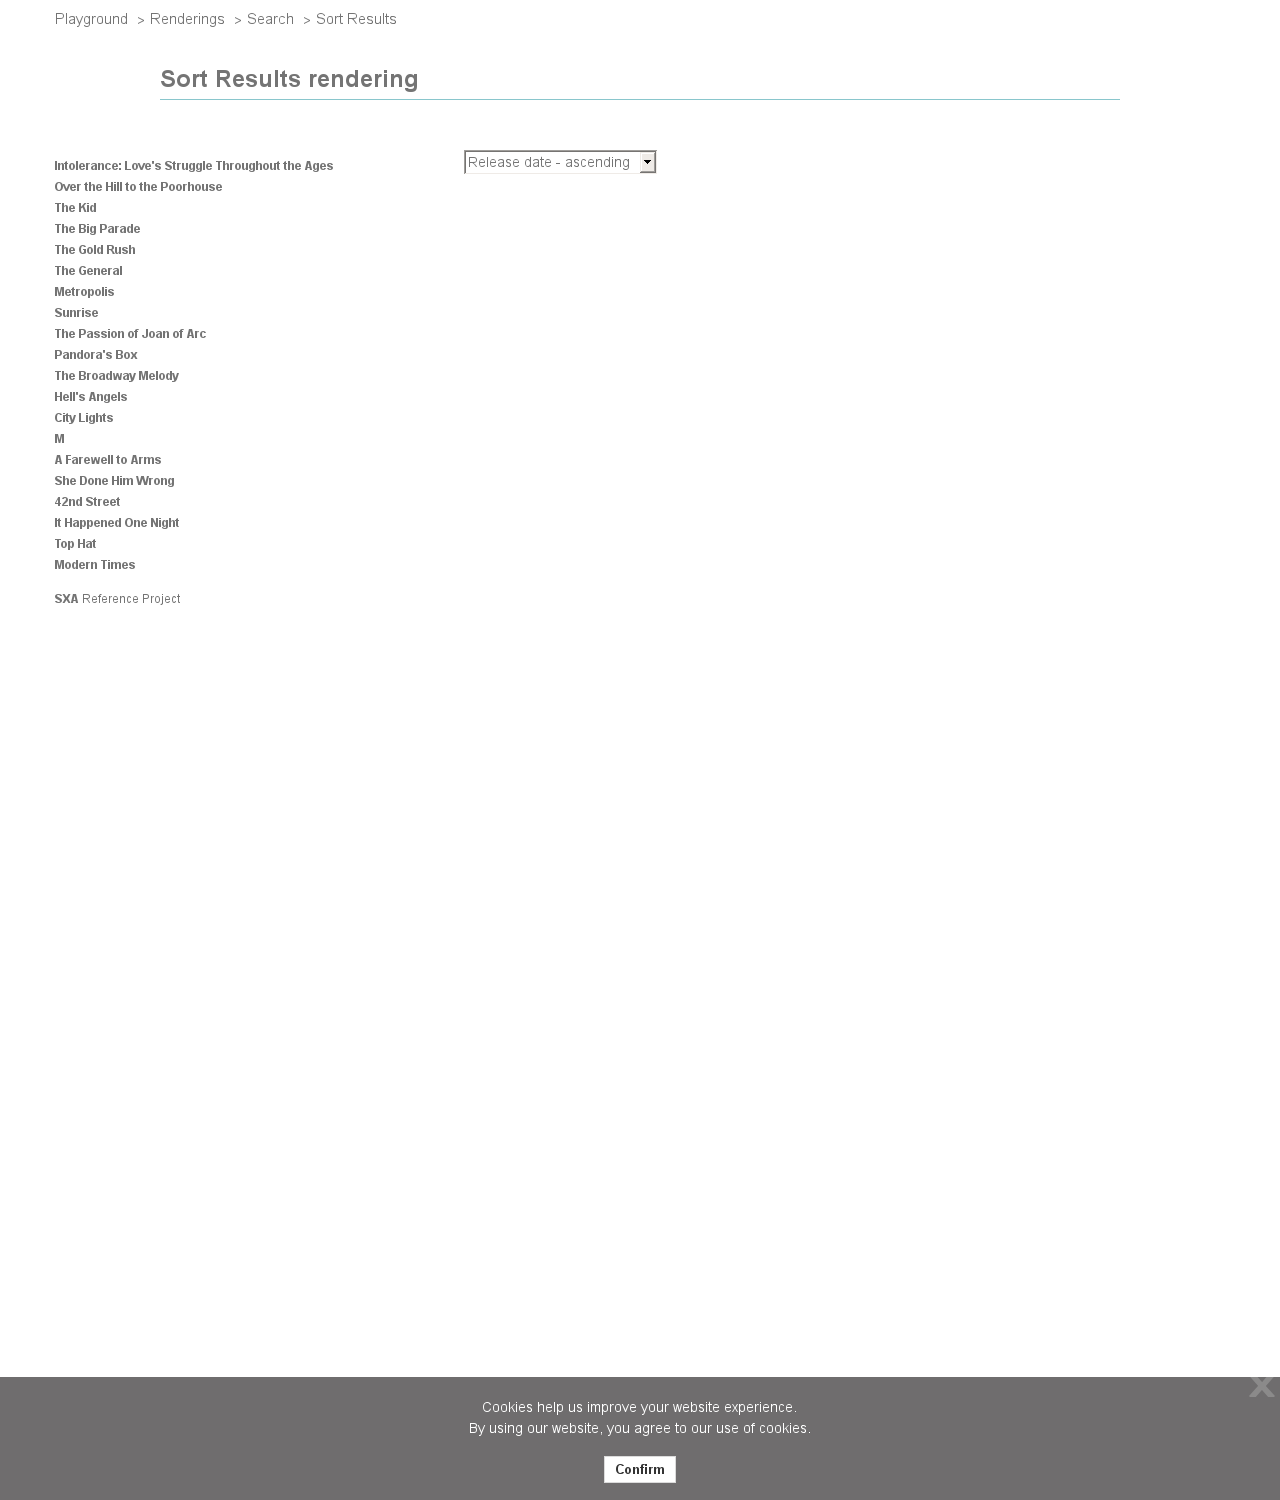 Playground > Renderings > Search > Sort Results
Sort Results rendering
Intolerance: Love's Struggle Throughout the Ages
Release date - ascending
Over the Hill to the Poorhouse
The Kid
The Big Parade
The Gold Rush
The General
Metropolis
Sunrise
The Passion of Joan of Arc
Pandora's Box
The Broadway Melody
Hell's Angels
City Lights
M
A Farewell to Arms
She Done Him Wrong
42nd Street
It Happened One Night
Top Hat
Modern Times
SXA Reference Project
X
Cookies help us improve your website experience.
By using our website, you agree to our use of cookies.
Confirm